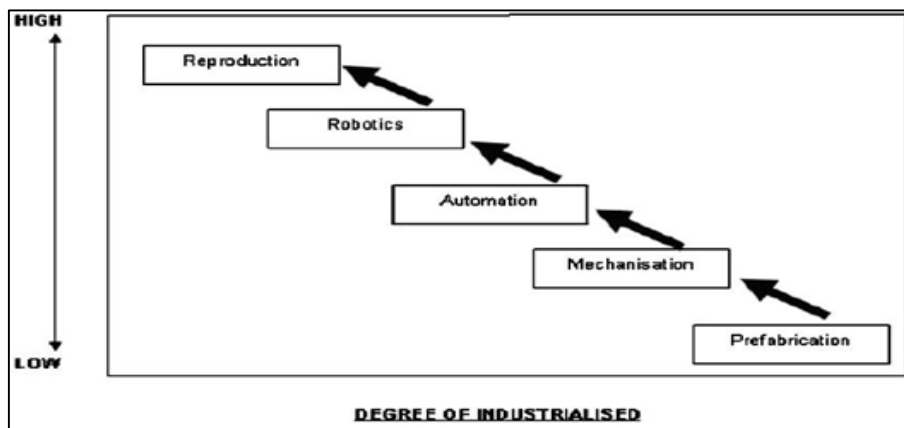 HIGH
Reproduction
Robotics
Automation
Mechanisation
Prefabrication
LOW
DEGREE OF INDUSTRIALISED